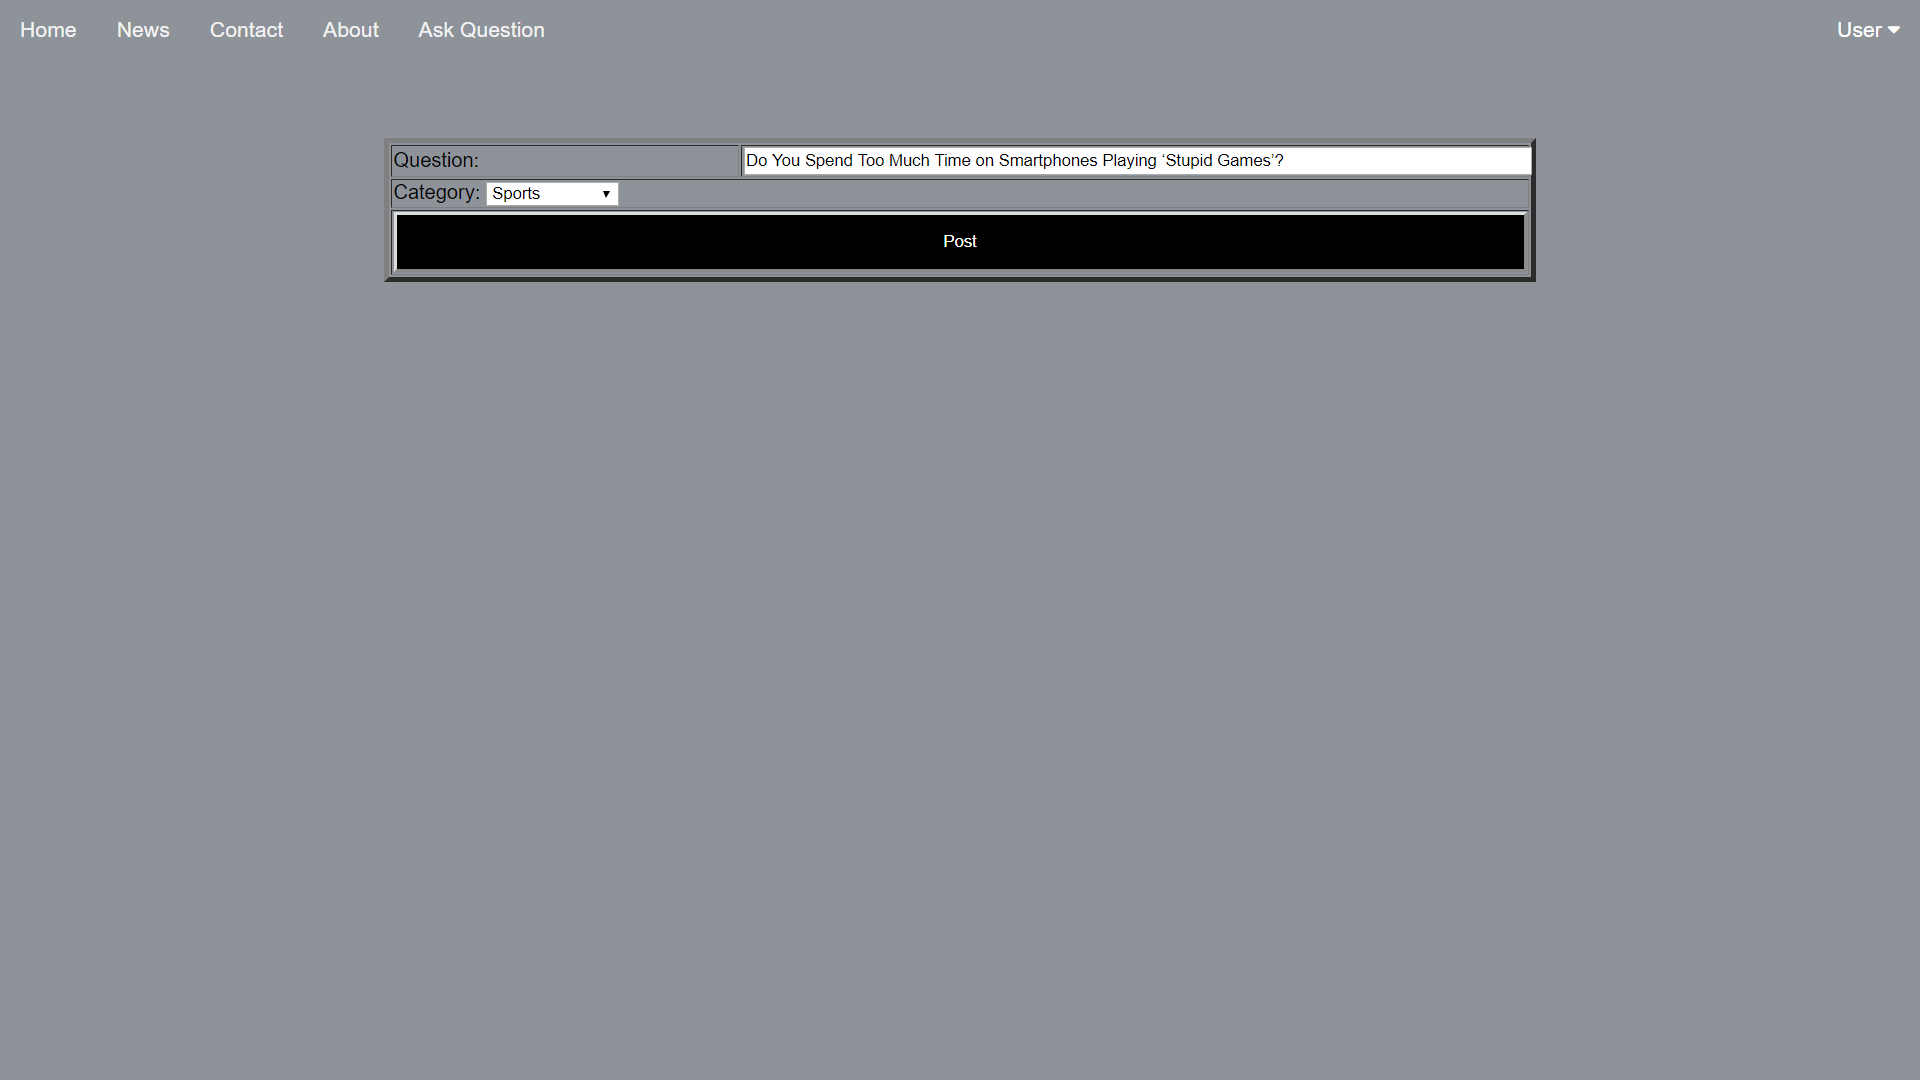 Home News Contact About Ask Question User
Question: Do You Spend Too Much Time on Smartphones Playing ‘Stupid Games’?
Category: Sports
Post